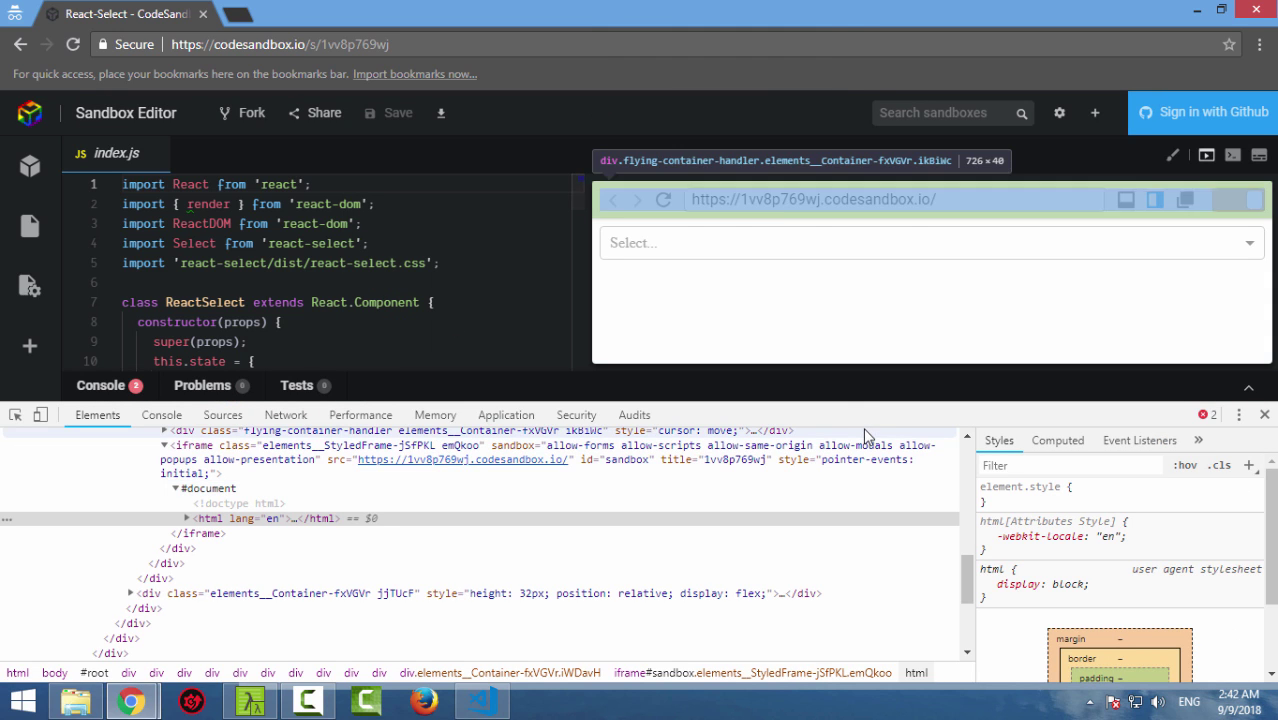 React-Select - CodeSandb
Secure https://codesandbox.io/s/1vv8p769wj
For quick access, place your bookmarks here on the bookmarks bar. Import bookmarks now...
Sandbox Editor Fork Share Save Search sandboxes Sign in with Github
JS index.js
div.flying-container-handler.elements__Container-fxVGVr.ikBiWc 726 × 40
1 import React from 'react';
2 import { render } from 'react-dom';
3 import ReactDOM from 'react-dom';
4 import Select from 'react-select';
5 import 'react-select/dist/react-select.css';
6
7 class ReactSelect extends React.Component {
8 constructor(props) {
9 super(props);
10 this.state = {
https://1vv8p769wj.codesandbox.io/
Select...
Console 2 Problems 0 Tests 0
Elements Console Sources Network Performance Memory Application Security Audits 2
<div class="flying-container-handler elements__Container-fxVGVr ikBiWc" style="cursor: move;">…</div>
<iframe class="elements__StyledFrame-jSfPKL emQkoo" sandbox="allow-forms allow-scripts allow-same-origin allow-modals allow-
popups allow-presentation" src="https://1vv8p769wj.codesandbox.io/" id="sandbox" title="1vv8p769wj" style="pointer-events:
initial;">
#document
<!doctype html>
… <html lang="en">…</html> == $0
</iframe>
</div>
</div>
</div>
<div class="elements__Container-fxVGVr jjTUcF" style="height: 32px; position: relative; display: flex;">…</div>
</div>
</div>
</div>
</div>
html body #root div div div div div div div div.elements__Container-fxVGVr.iWDavH iframe#sandbox.elements__StyledFrame-jSfPKL.emQkoo html
Styles Computed Event Listeners »
Filter :hov .cls +
element.style {
}
html[Attributes Style] {
-webkit-locale: "en";
}
html { user agent stylesheet
display: block;
}
margin –
border –
padding –
ENG
2:42 AM
9/9/2018